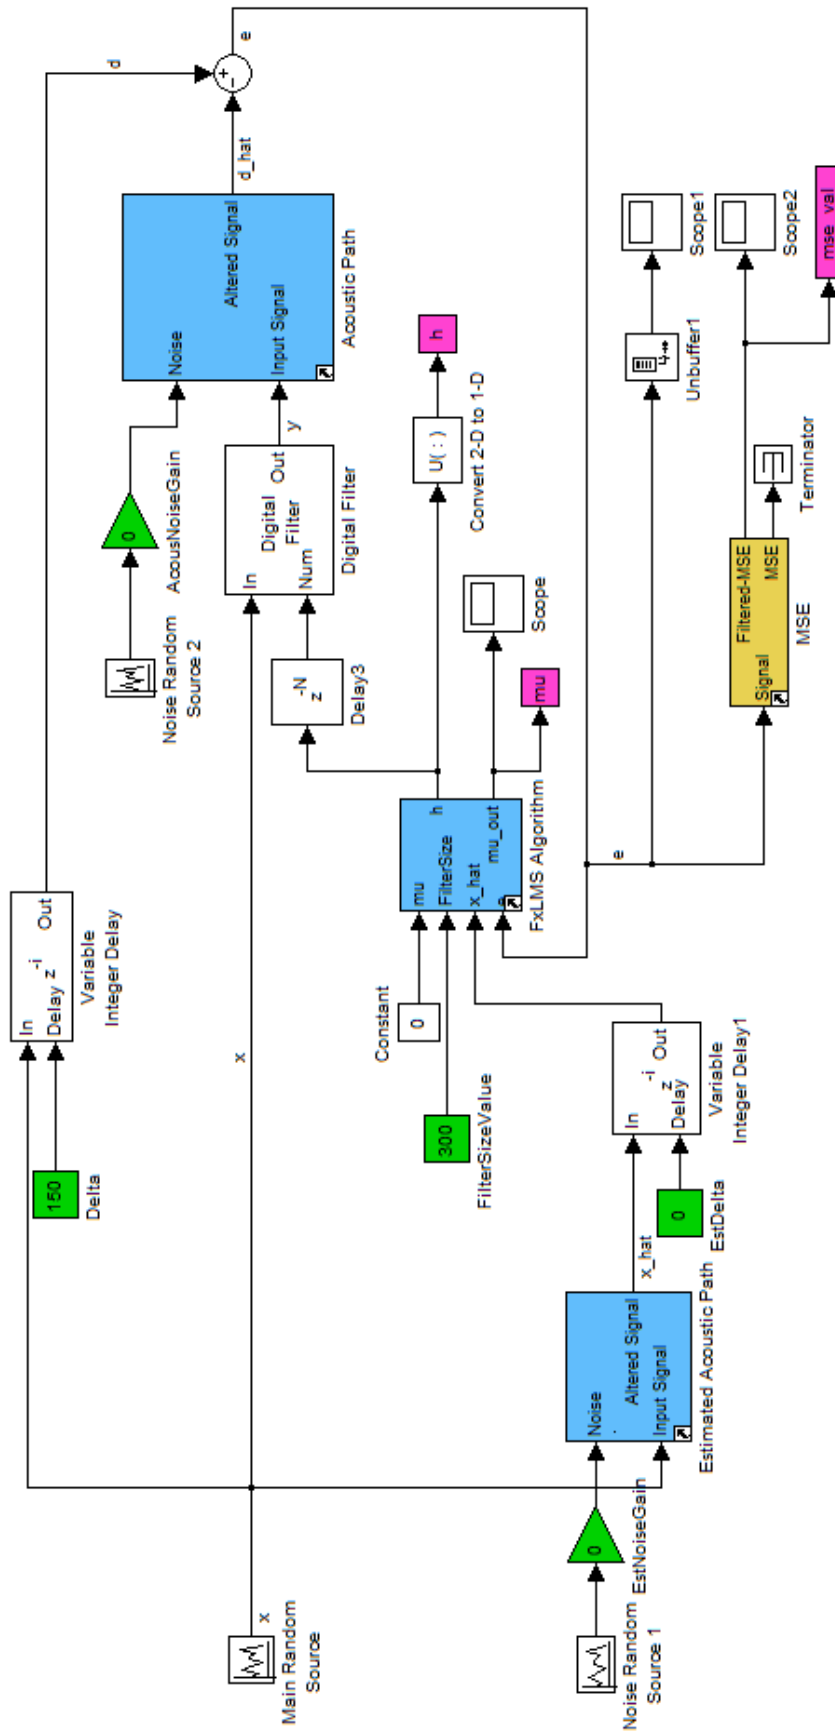 Main Random
Source
x
Noise Random
Source 1
0
EstNoiseGain
Noise
Altered Signal
Input Signal
Estimated Acoustic Path
x_hat
0
EstDelta
In
z
-i
Delay
Out
Variable
Integer Delay1
150
Delta
In
Delay
z
-i
Out
Variable
Integer Delay
d
x
Constant
0
300
FilterSizeValue
mu
FilterSize
x_hat
e
h
mu_out
FxLMS Algorithm
-N
z
Delay3
mu
Scope
U( : )
Convert 2-D to 1-D
h
Noise Random
Source 2
0
AcousNoiseGain
In
Digital
Filter
Num
Out
Digital Filter
y
Noise
Altered Signal
Input Signal
Acoustic Path
d_hat
+
−
e
e
Signal
Filtered-MSE
MSE
MSE
Terminator
Unbuffer1
Scope1
Scope2
mse_val